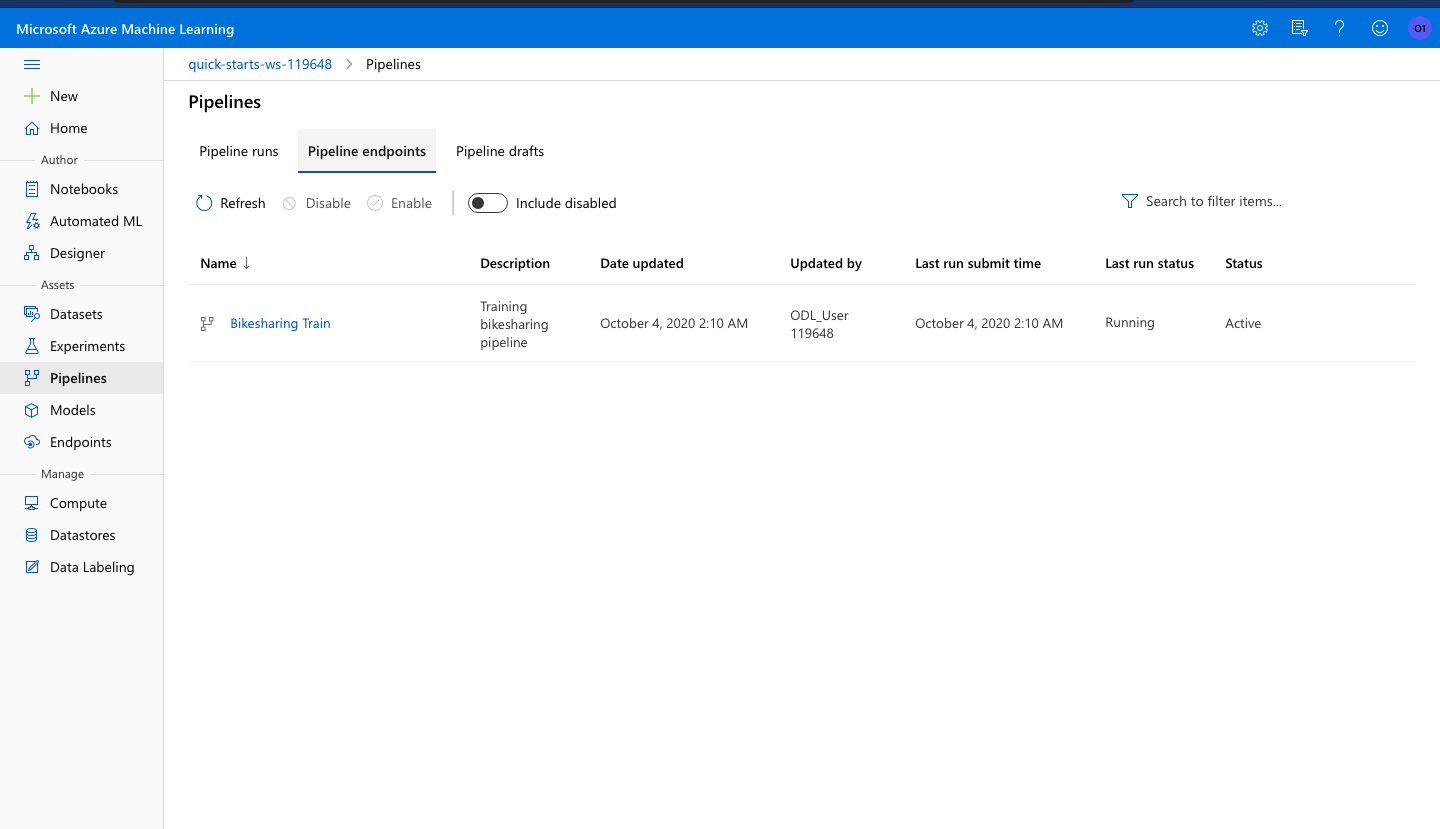 Microsoft Azure Machine Learning
O1
quick-starts-ws-119648 > Pipelines
New
Home
Author
Notebooks
Automated ML
Designer
Assets
Datasets
Experiments
Pipelines
Models
Endpoints
Manage
Compute
Datastores
Data Labeling
Pipelines
Pipeline runs Pipeline endpoints Pipeline drafts
Refresh Disable Enable Include disabled Search to filter items...
Name ↓ Description Date updated Updated by Last run submit time Last run status Status
Bikesharing Train
Training
bikesharing
pipeline
October 4, 2020 2:10 AM
ODL_User
119648
October 4, 2020 2:10 AM
Running
Active